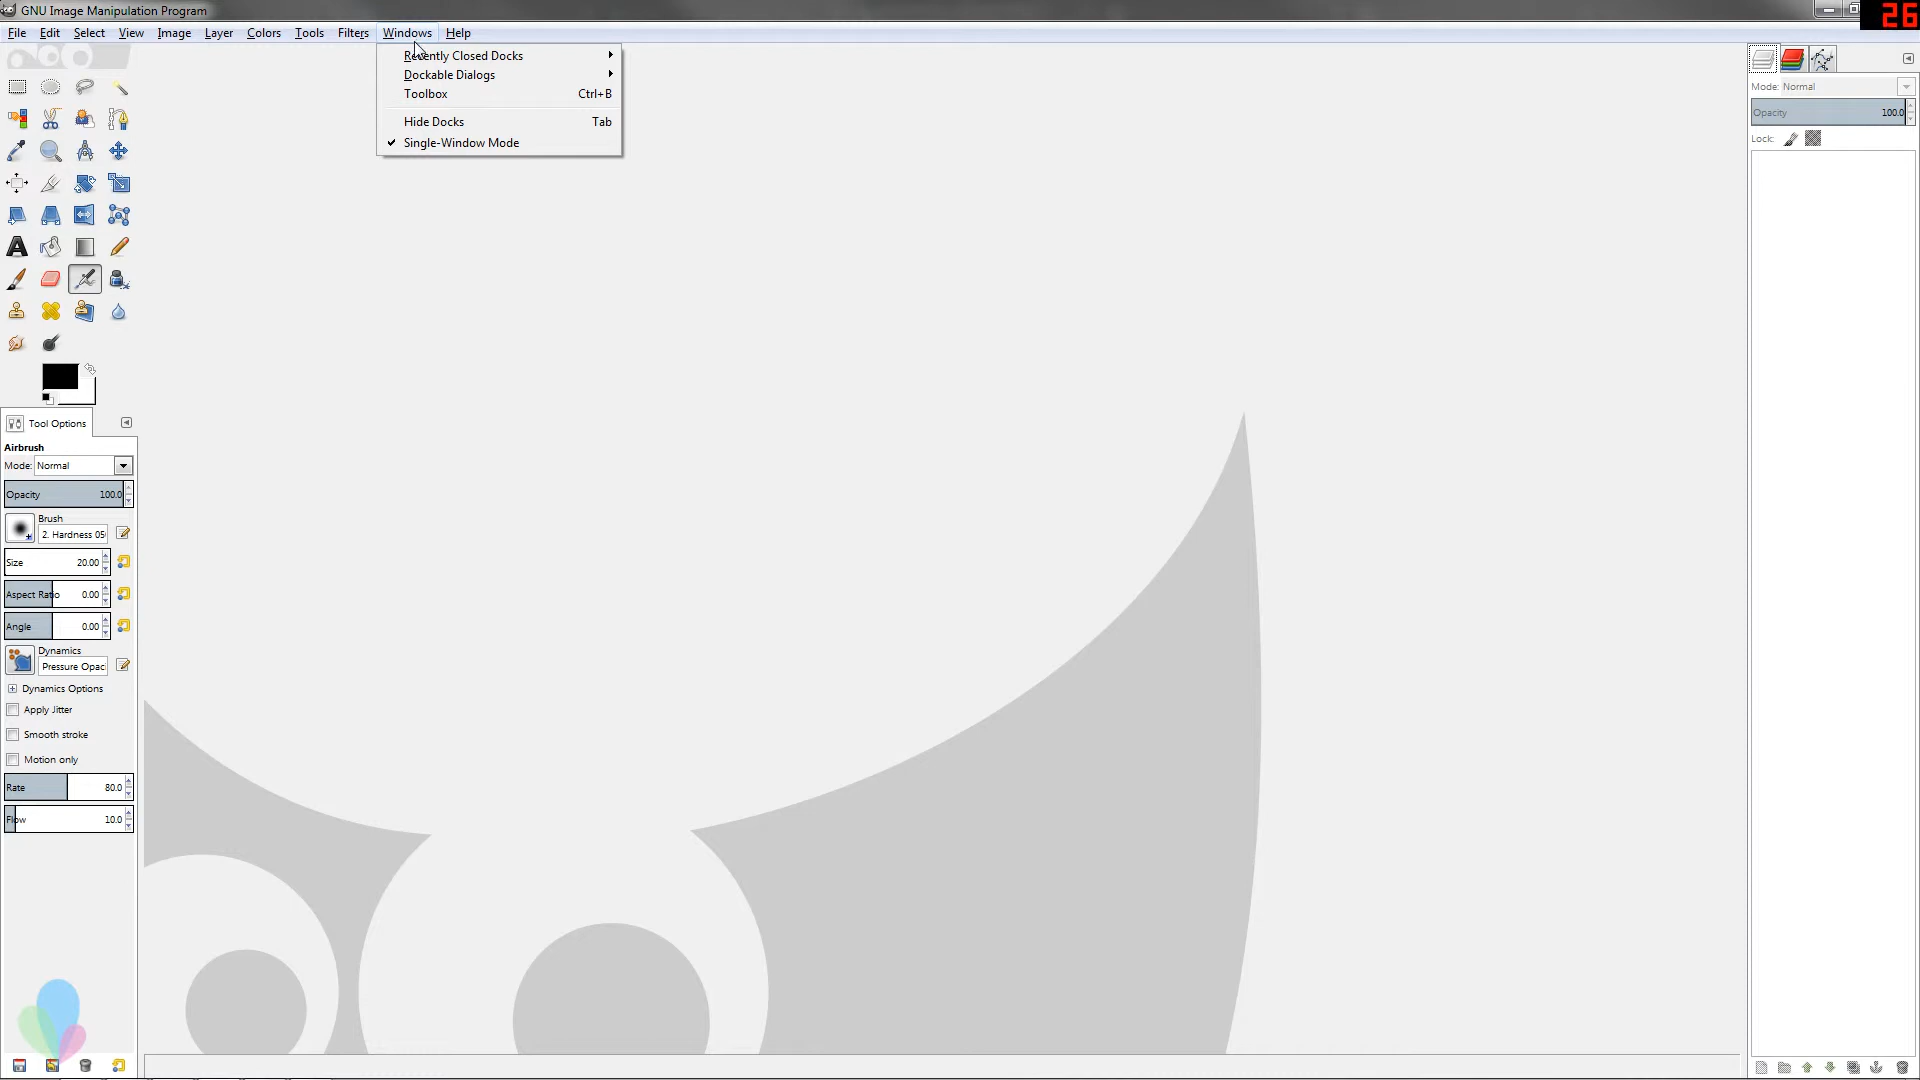 GNU Image Manipulation Program
26
File Edit Select View Image Layer Colors Tools Filters Windows Help
Recently Closed Docks
Dockable Dialogs
Toolbox Ctrl+B
Hide Docks Tab
Single-Window Mode
Mode: Normal
Opacity 100.0
Lock:
Tool Options
Airbrush
Mode: Normal
Opacity 100.0
Brush
2. Hardness 05
Size 20.00
Aspect Ratio 0.00
Angle 0.00
Dynamics
Pressure Opaci
Dynamics Options
Apply Jitter
Smooth stroke
Motion only
Rate 80.0
Flow 10.0